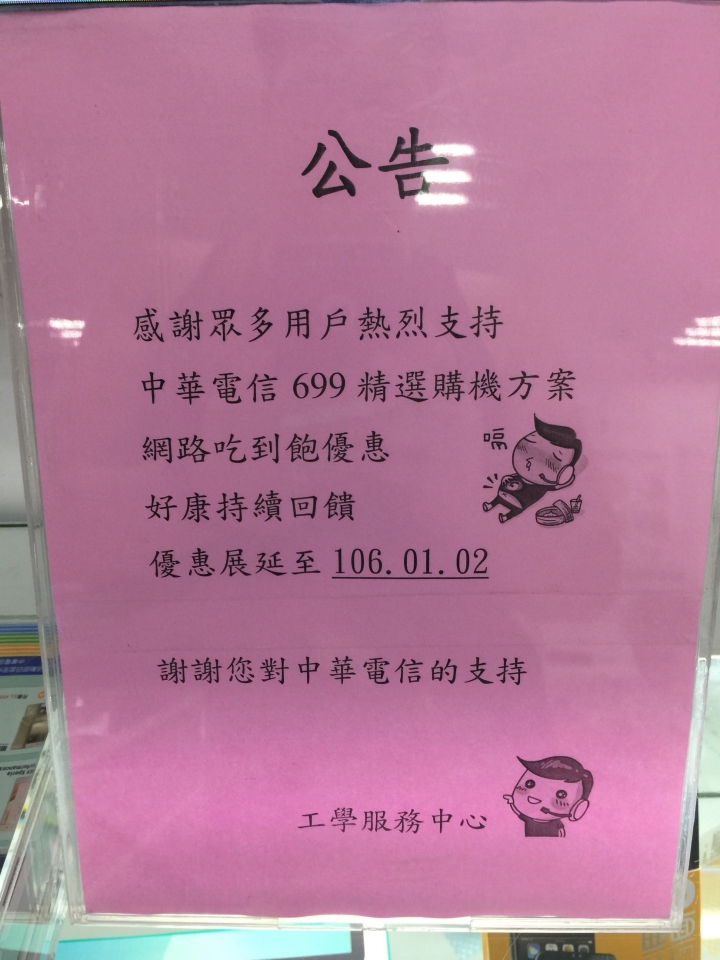 公告
感謝眾多用戶熱烈支持
中華電信 699 精選購機方案
網路吃到飽優惠
嗝
好康持續回饋
優惠展延至 106.01.02
謝謝您對中華電信的支持
工學服務中心